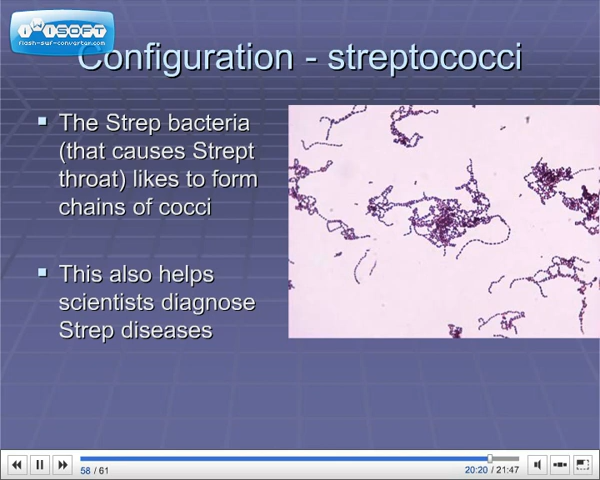 iWiSOFT
flash-swf-converter.com
Configuration - streptococci
The Strep bacteria
(that causes Strept
throat) likes to form
chains of cocci
This also helps
scientists diagnose
Strep diseases
58 / 61
20:20 / 21:47